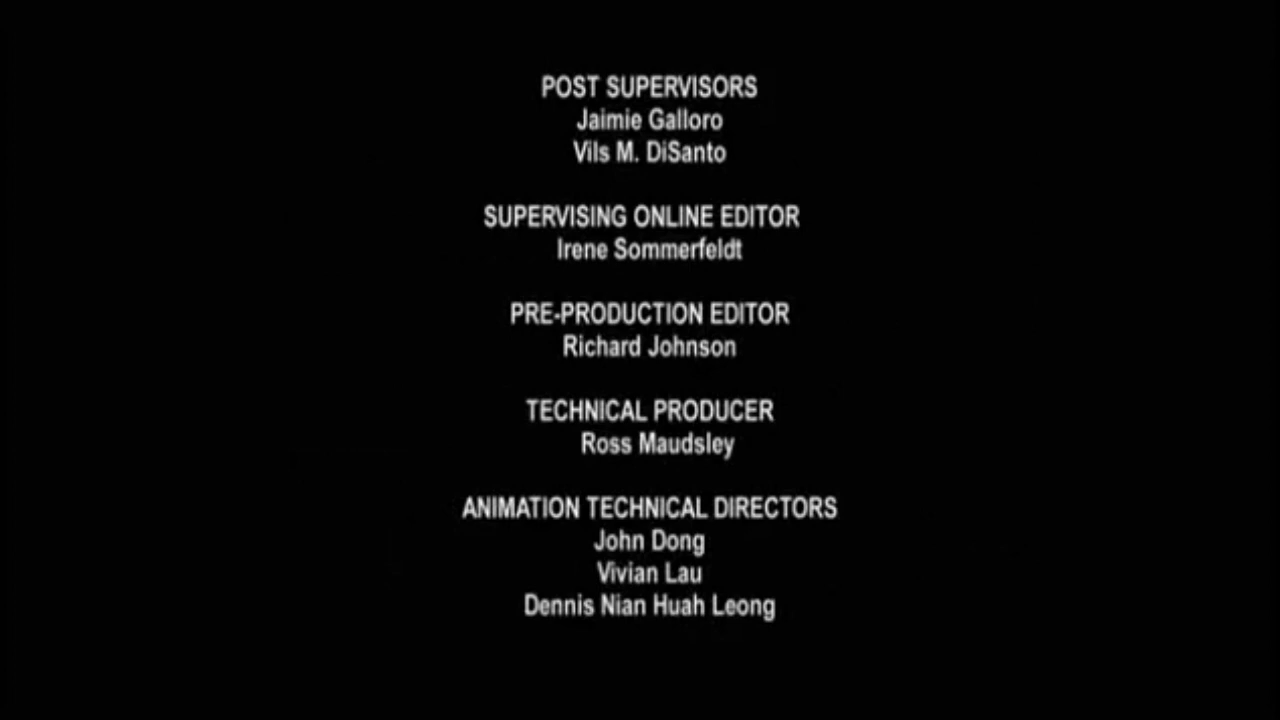 POST SUPERVISORS
Jaimie Galloro
Vils M. DiSanto
SUPERVISING ONLINE EDITOR
Irene Sommerfeldt
PRE-PRODUCTION EDITOR
Richard Johnson
TECHNICAL PRODUCER
Ross Maudsley
ANIMATION TECHNICAL DIRECTORS
John Dong
Vivian Lau
Dennis Nian Huah Leong